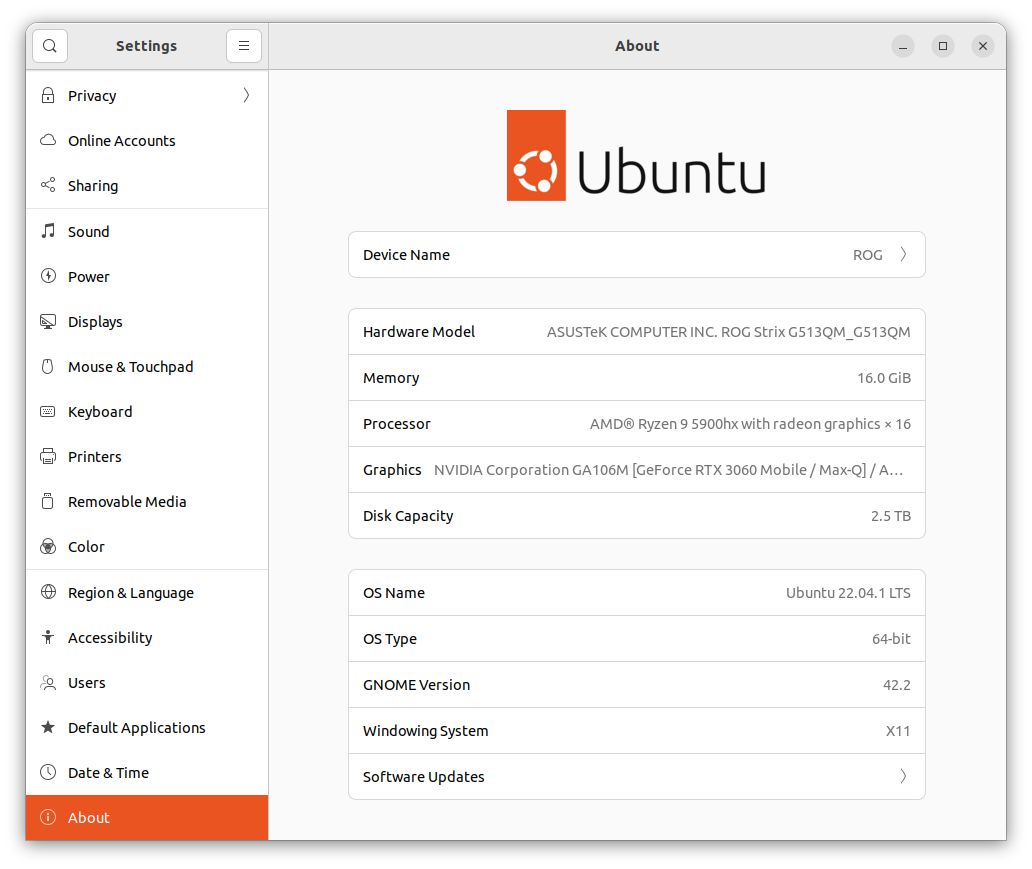 Settings
About
Privacy
Online Accounts
Sharing
Sound
Power
Displays
Mouse & Touchpad
Keyboard
Printers
Removable Media
Color
Region & Language
Accessibility
Users
Default Applications
Date & Time
About
Ubuntu
Device Name ROG
Hardware Model ASUSTeK COMPUTER INC. ROG Strix G513QM_G513QM
Memory 16.0 GiB
Processor AMD® Ryzen 9 5900hx with radeon graphics × 16
Graphics NVIDIA Corporation GA106M [GeForce RTX 3060 Mobile / Max-Q] / A…
Disk Capacity 2.5 TB
OS Name Ubuntu 22.04.1 LTS
OS Type 64-bit
GNOME Version 42.2
Windowing System X11
Software Updates